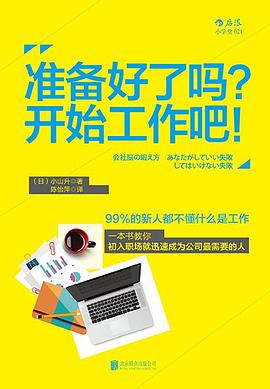 后浪
小学堂021
准备好了吗?
开始工作吧!
会社脳の鍛え方 あなたがしていい失敗
してはいけない失敗
(日)小山升 著
陈怡萍 译
99%的新人都不懂什么是工作
一本书教你
初入职场就迅速成为公司最需要的人
北京联合出版公司